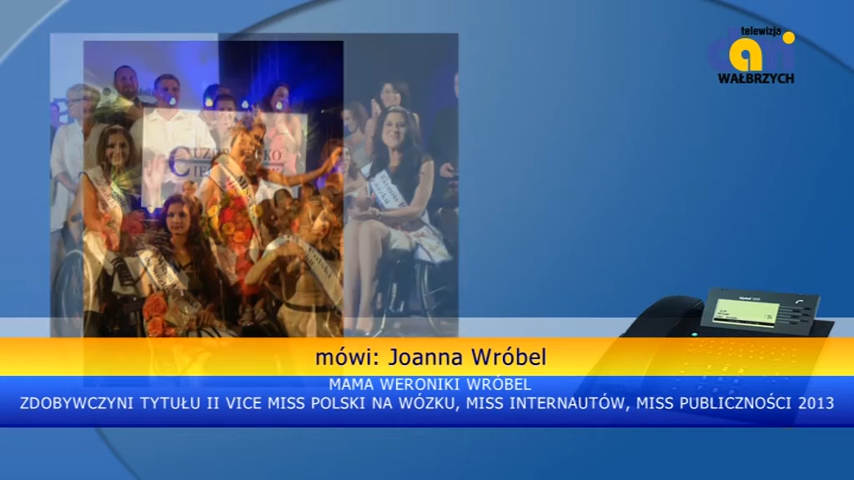 telewizja
dami
WAŁBRZYCH
mówi: Joanna Wróbel
MAMA WERONIKI WRÓBEL
ZDOBYWCZYNI TYTUŁU II VICE MISS POLSKI NA WÓZKU, MISS INTERNAUTÓW, MISS PUBLICZNOŚCI 2013